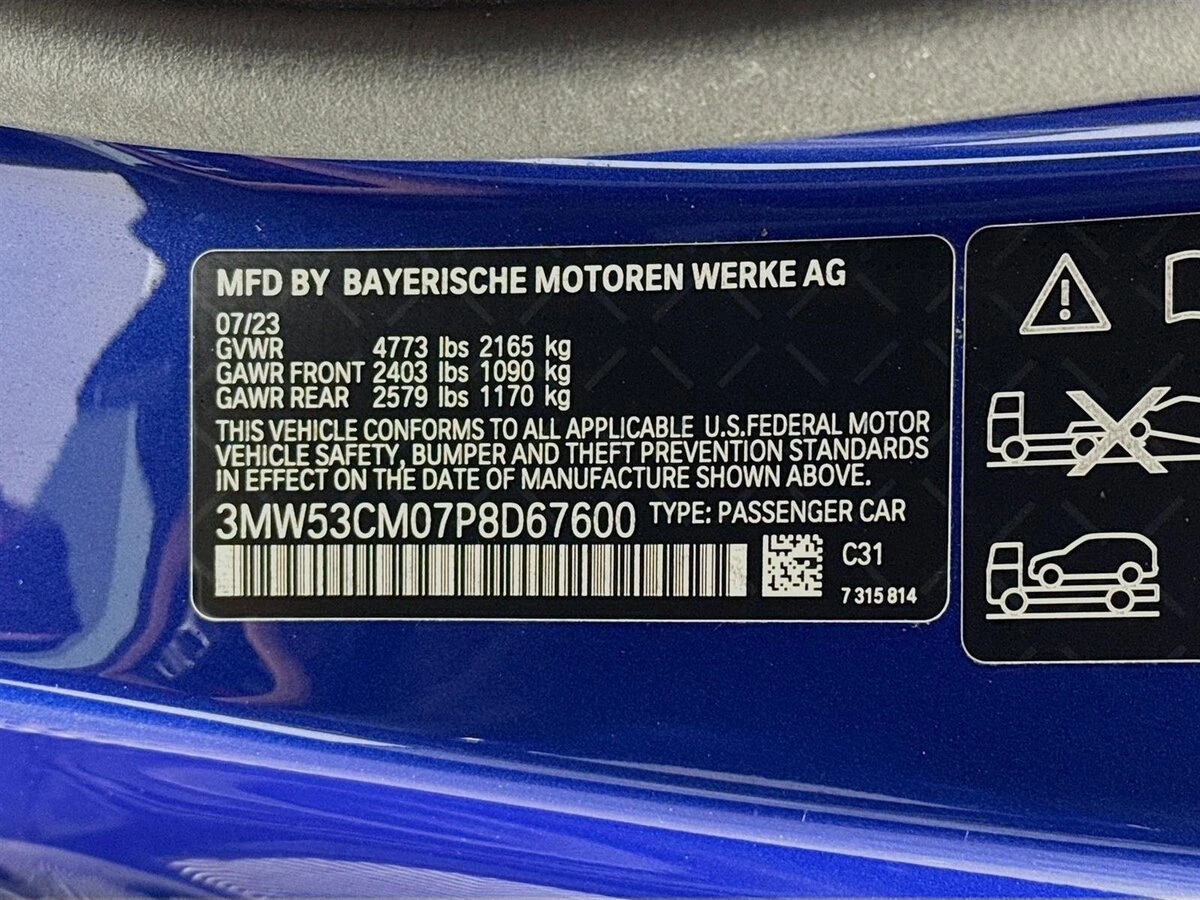 MFD BY BAYERISCHE MOTOREN WERKE AG
07/23
GVWR 4773 lbs 2165 kg
GAWR FRONT 2403 lbs 1090 kg
GAWR REAR 2579 lbs 1170 kg
THIS VEHICLE CONFORMS TO ALL APPLICABLE U.S.FEDERAL MOTOR
VEHICLE SAFETY, BUMPER AND THEFT PREVENTION STANDARDS
IN EFFECT ON THE DATE OF MANUFACTURE SHOWN ABOVE.
3MW53CM07P8D67600 TYPE: PASSENGER CAR
C31
7 315 814